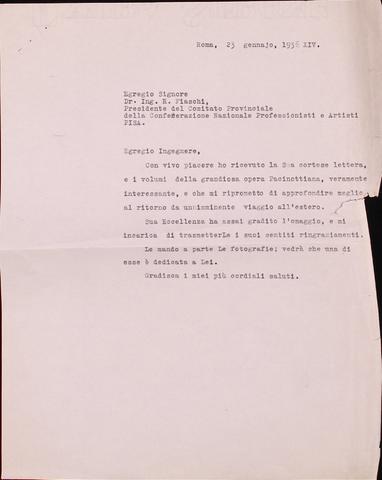 Roma, 23 gennajo, 1936 XIV.
Egregio Signore
Dr. Ing. R. Fiaschi,
Presidente del Comitato Provinciale
della Confederazione Nazionale Professionisti e Artisti
PISA.
Egregio Ingegnere,
Con vivo piacere ho ricevuto la Sua cortese lettera,
e i volumi della grandiosa opera Pacinottiana, veramente
interessante, e che mi riprometto di approfondire meglio
al ritorno da un imminente viaggio all'estero.
Sua Eccellenza ha assai gradito l'omaggio, e mi
incarica di trasmetterLe i suoi sentiti ringraziamenti.
Le mando a parte Le fotografie; vedrà che una di
esse è dedicata a Lei.
Gradisca i miei più cordiali saluti.